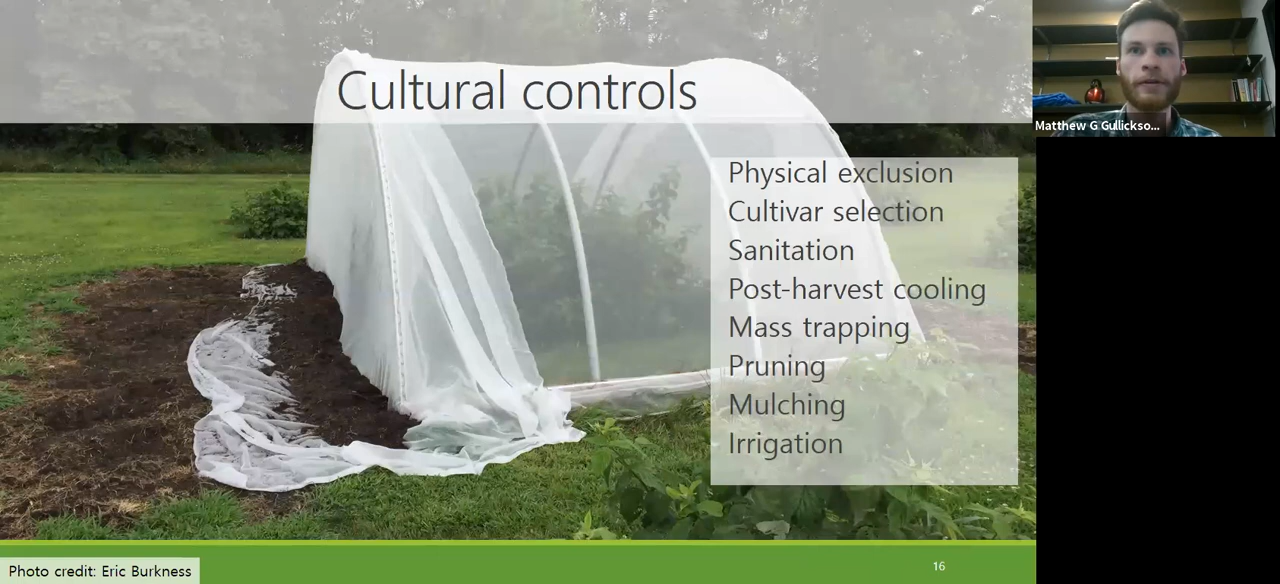 Cultural controls
Matthew G Gullickso...
Physical exclusion
Cultivar selection
Sanitation
Post-harvest cooling
Mass trapping
Pruning
Mulching
Irrigation
Photo credit: Eric Burkness
16